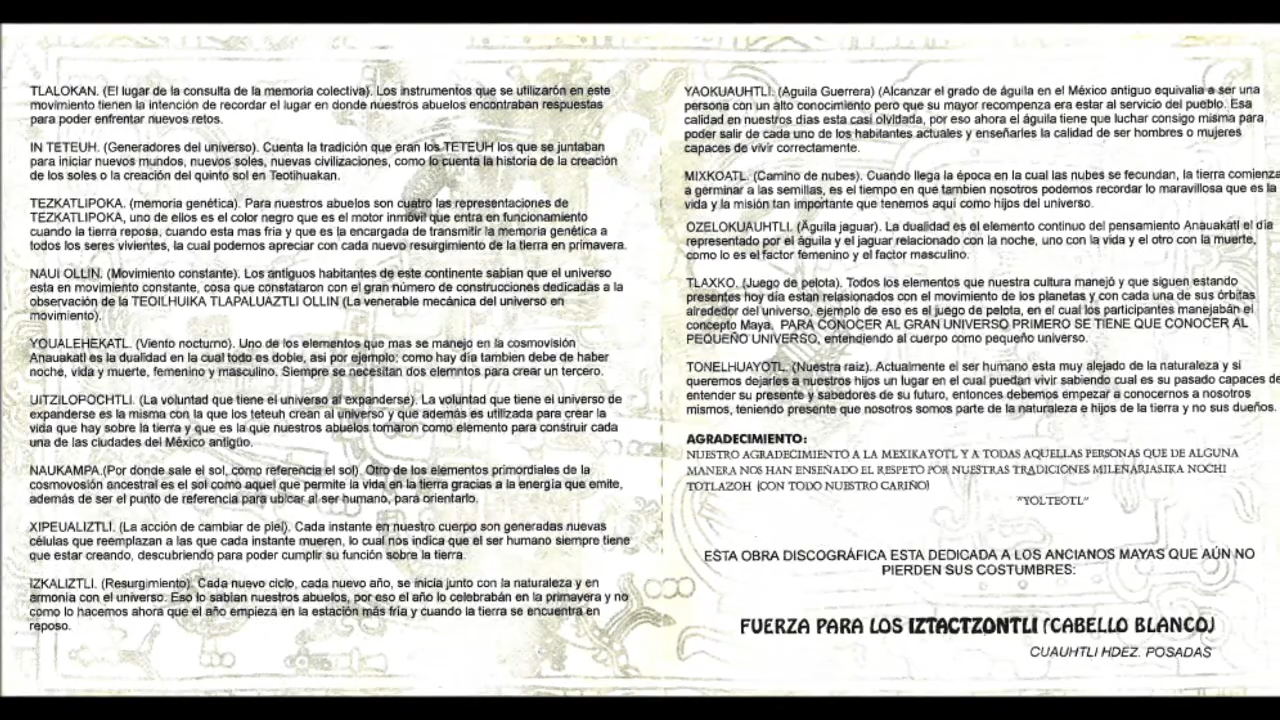 TLALOKAN. (El lugar de la consulta de la memoria colectiva). Los instrumentos que se utilizarón en este
movimiento tienen la intención de recordar el lugar en donde nuestros abuelos encontraban respuestas
para poder enfrentar nuevos retos.
IN TETEUH. (Generadores del universo). Cuenta la tradición que eran los TETEUH los que se juntaban
para iniciar nuevos mundos, nuevos soles, nuevas civilizaciones, como lo cuenta la historia de la creación
de los soles o la creación del quinto sol en Teotihuakan.
TEZKATLIPOKA. (memoria genética). Para nuestros abuelos son cuatro las representaciones de
TEZKATLIPOKA, uno de ellos es el color negro que es el motor inmóvil que entra en funcionamiento
cuando la tierra reposa, cuando esta mas fria y que es la encargada de transmitir la memoria genética a
todos los seres vivientes, la cual podemos apreciar con cada nuevo resurgimiento de la tierra en primavera.
NAUI OLLIN. (Movimiento constante). Los antiguos habitantes de este continente sabian que el universo
esta en movimiento constante, cosa que constataron con el gran número de construcciones dedicadas a la
observación de la TEOILHUIKA TLAPALUAZTLI OLLIN (La venerable mecánica del universo en
movimiento).
YOUALEHEKATL. (Viento nocturno). Uno de los elementos que mas se manejo en la cosmovisión
Anauakatl es la dualidad en la cual todo es doble, asi por ejemplo; como hay dia tambien debe de haber
noche, vida y muerte, femenino y masculino. Siempre se necesitan dos elemntos para crear un tercero.
UITZILOPOCHTLI. (La voluntad que tiene el universo al expanderse). La voluntad que tiene el universo de
expanderse es la misma con la que los teteuh crean al universo y que además es utilizada para crear la
vida que hay sobre la tierra y que es la que nuestros abuelos tomaron como elemento para construir cada
una de las ciudades del México antigüo.
NAUKAMPA.(Por donde sale el sol, como referencia el sol). Otro de los elementos primordiales de la
cosmovosión ancestral es el sol como aquel que permite la vida en la tierra gracias a la energía que emite,
además de ser el punto de referencia para ubicar al ser humano, para orientarlo.
XIPEUALIZTLI. (La acción de cambiar de piel). Cada instante en nuestro cuerpo son generadas nuevas
células que reemplazan a las que cada instante mueren, lo cual nos indica que el ser humano siempre tiene
que estar creando, descubriendo para poder cumplir su función sobre la tierra.
IZKALIZTLI. (Resurgimiento). Cada nuevo ciclo, cada nuevo año, se inicia junto con la naturaleza y en
armonia con el universo. Eso lo sabian nuestros abuelos, por eso el año lo celebrabán en la primavera y no
como lo hacemos ahora que el año empieza en la estación más fria y cuando la tierra se encuentra en
reposo.
YAOKUAUHTLI. (Aguila Guerrera) (Alcanzar el grado de águila en el México antiguo equivalia a ser una
persona con un alto conocimiento pero que su mayor recompenza era estar al servicio del pueblo. Esa
calidad en nuestros dias esta casi olvidada, por eso ahora el águila tiene que luchar consigo misma para
poder salir de cada uno de los habitantes actuales y enseñarles la calidad de ser hombres o mujeres
capaces de vivir correctamente.
MIXKOATL. (Camino de nubes). Cuando llega la época en la cual las nubes se fecundan, la tierra comienza
a germinar a las semillas, es el tiempo en que tambien nosotros podemos recordar lo maravillosa que es la
vida y la misión tan importante que tenemos aquí como hijos del universo.
OZELOKUAUHTLI. (Águila jaguar). La dualidad es el elemento continuo del pensamiento Anauakatl el dia
representado por el águila y el jaguar relacionado con la noche, uno con la vida y el otro con la muerte,
como lo es el factor femenino y el factor masculino.
TLAXKO. (Juego de pelota). Todos los elementos que nuestra cultura manejó y que siguen estando
presentes hoy día estan relasionados con el movimiento de los planetas y con cada una de sus órbitas
alrededor del universo, ejemplo de eso es el juego de pelota, en el cual los participantes manejabán el
concepto Maya. PARA CONOCER AL GRAN UNIVERSO PRIMERO SE TIENE QUE CONOCER AL
PEQUEÑO UNIVERSO, entendiendo al cuerpo como pequeño universo.
TONELHUAYOTL. (Nuestra raiz). Actualmente el ser humano esta muy alejado de la naturaleza y si
queremos dejarles a nuestros hijos un lugar en el cual puedan vivir sabiendo cual es su pasado capaces de
entender su presente y sabedores de su futuro, entonces debemos empezar a conocernos a nosotros
mismos, teniendo presente que nosotros somos parte de la naturaleza e hijos de la tierra y no sus dueños.
AGRADECIMIENTO:
NUESTRO AGRADECIMIENTO A LA MEXIKAYOTL Y A TODAS AQUELLAS PERSONAS QUE DE ALGUNA
MANERA NOS HAN ENSEÑADO EL RESPETO POR NUESTRAS TRADICIONES MILENARIAS.IKA NOCHI
TOTLAZOH ¡CON TODO NUESTRO CARIÑO!
"YOLTEOTL"
ESTA OBRA DISCOGRÁFICA ESTA DEDICADA A LOS ANCIANOS MAYAS QUE AÚN NO
PIERDEN SUS COSTUMBRES:
FUERZA PARA LOS IZTACTZONTLI (CABELLO BLANCO)
CUAUHTLI HDEZ. POSADAS